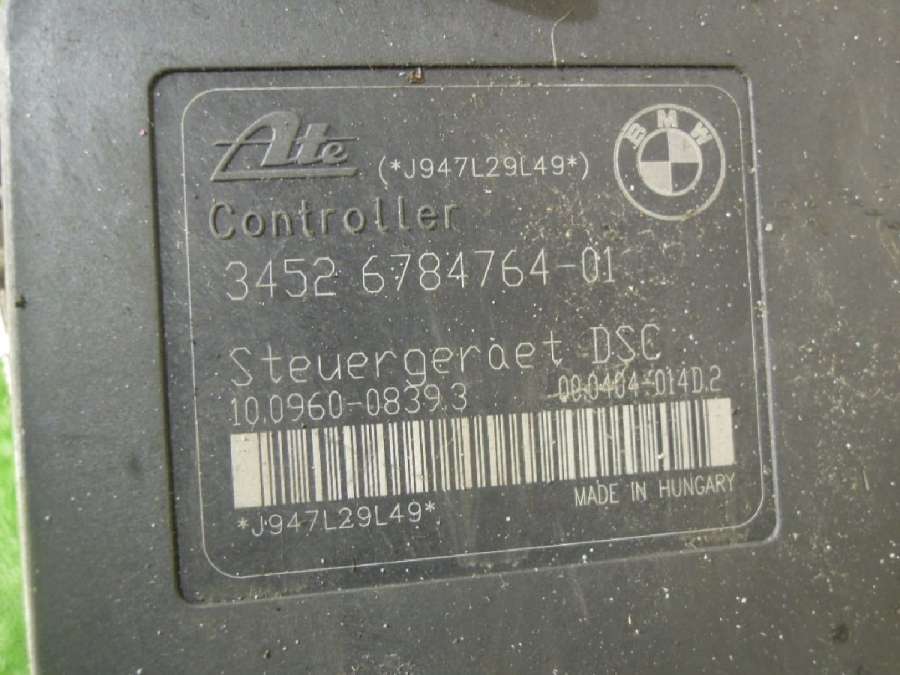 Ate (*J947L29L49*) BMW
Controller
3452 6784764-01
Steuergeraet DSC
10.0960-0839.3 00.0404-014D.2
MADE IN HUNGARY
*J947L29L49*